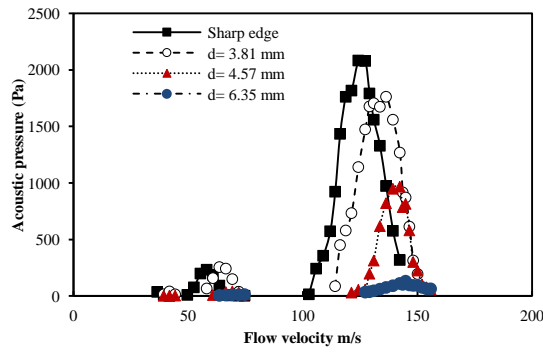 2500
2000
1500
1000
500
0
Acoustic pressure (Pa)
Sharp edge
d= 3.81 mm
d= 4.57 mm
d= 6.35 mm
0 50 100 150 200
Flow velocity m/s